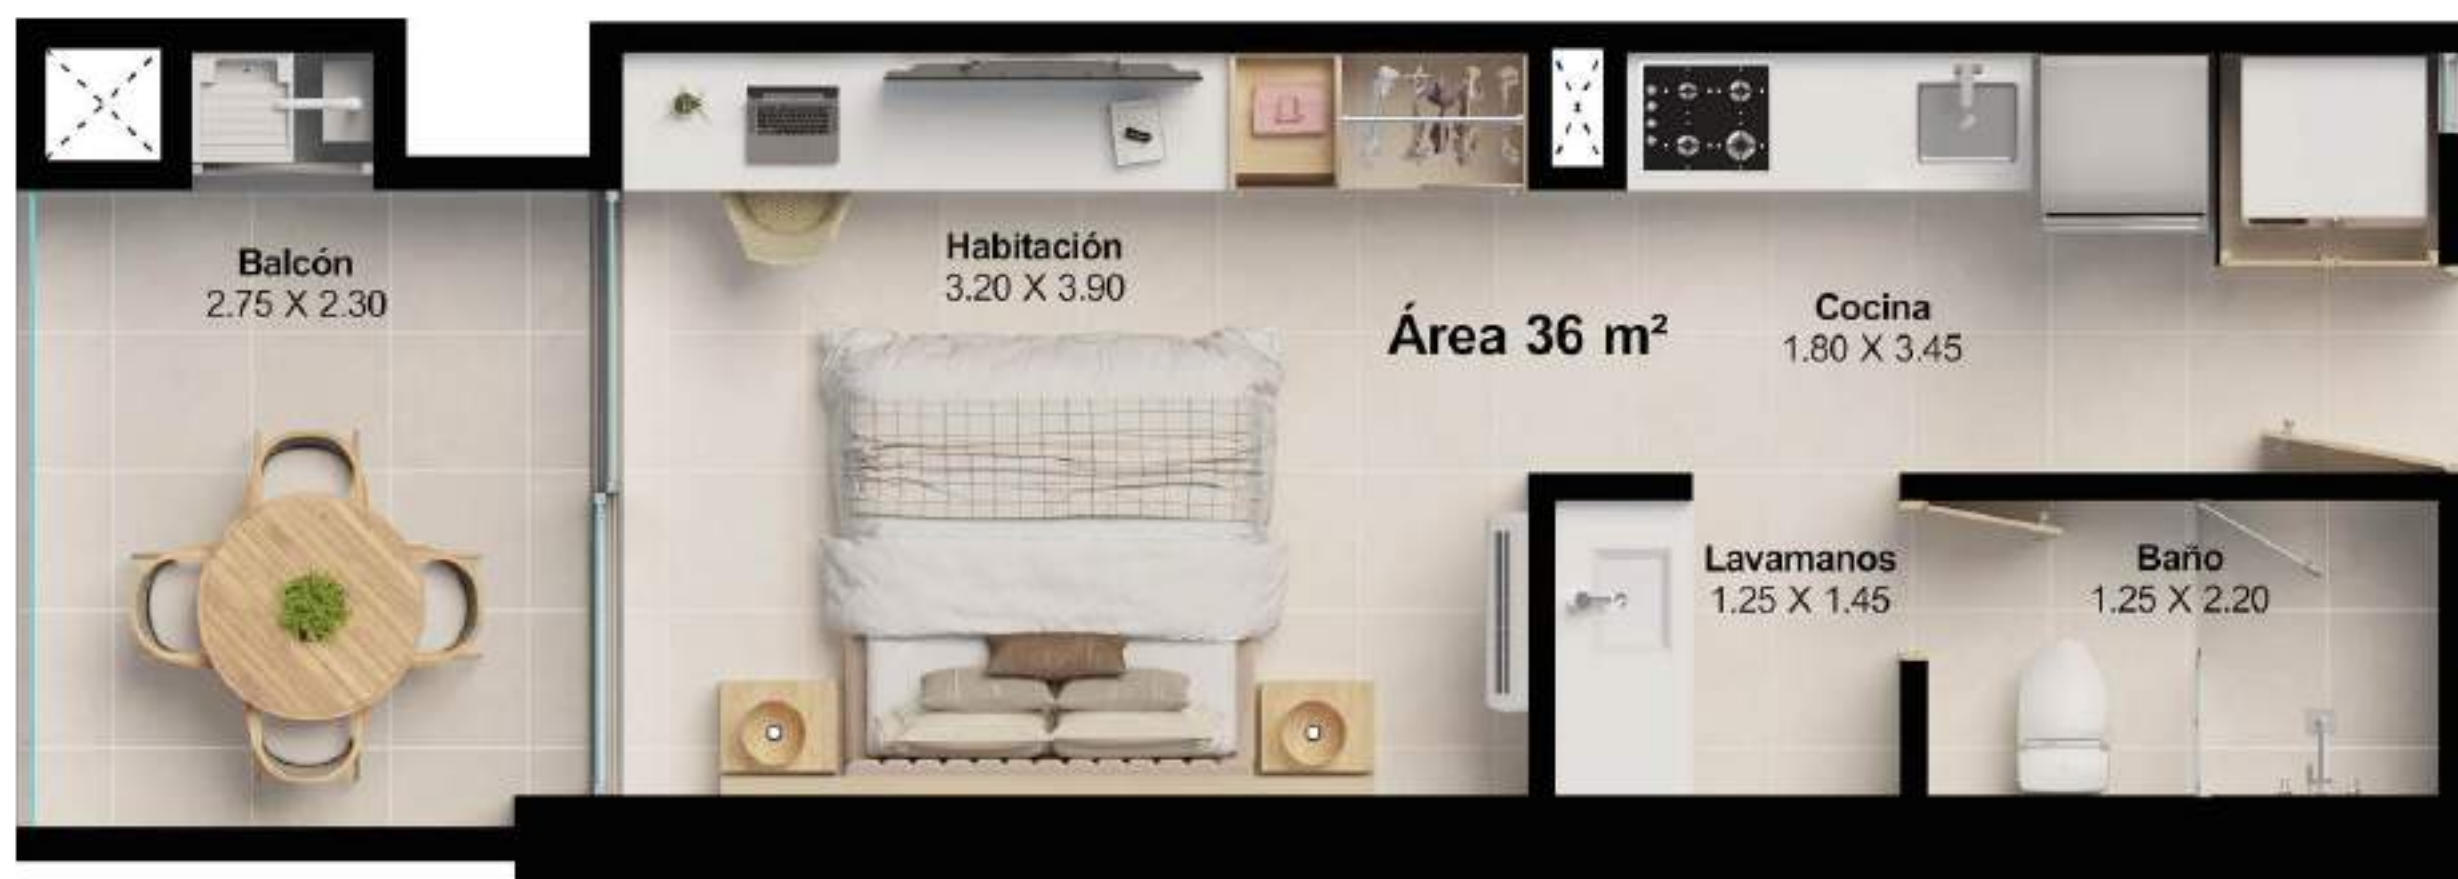 Balcón
2.75 X 2.30
Habitación
3.20 X 3.90
Área 36 m²
Cocina
1.80 X 3.45
Lavamanos
1.25 X 1.45
Baño
1.25 X 2.20